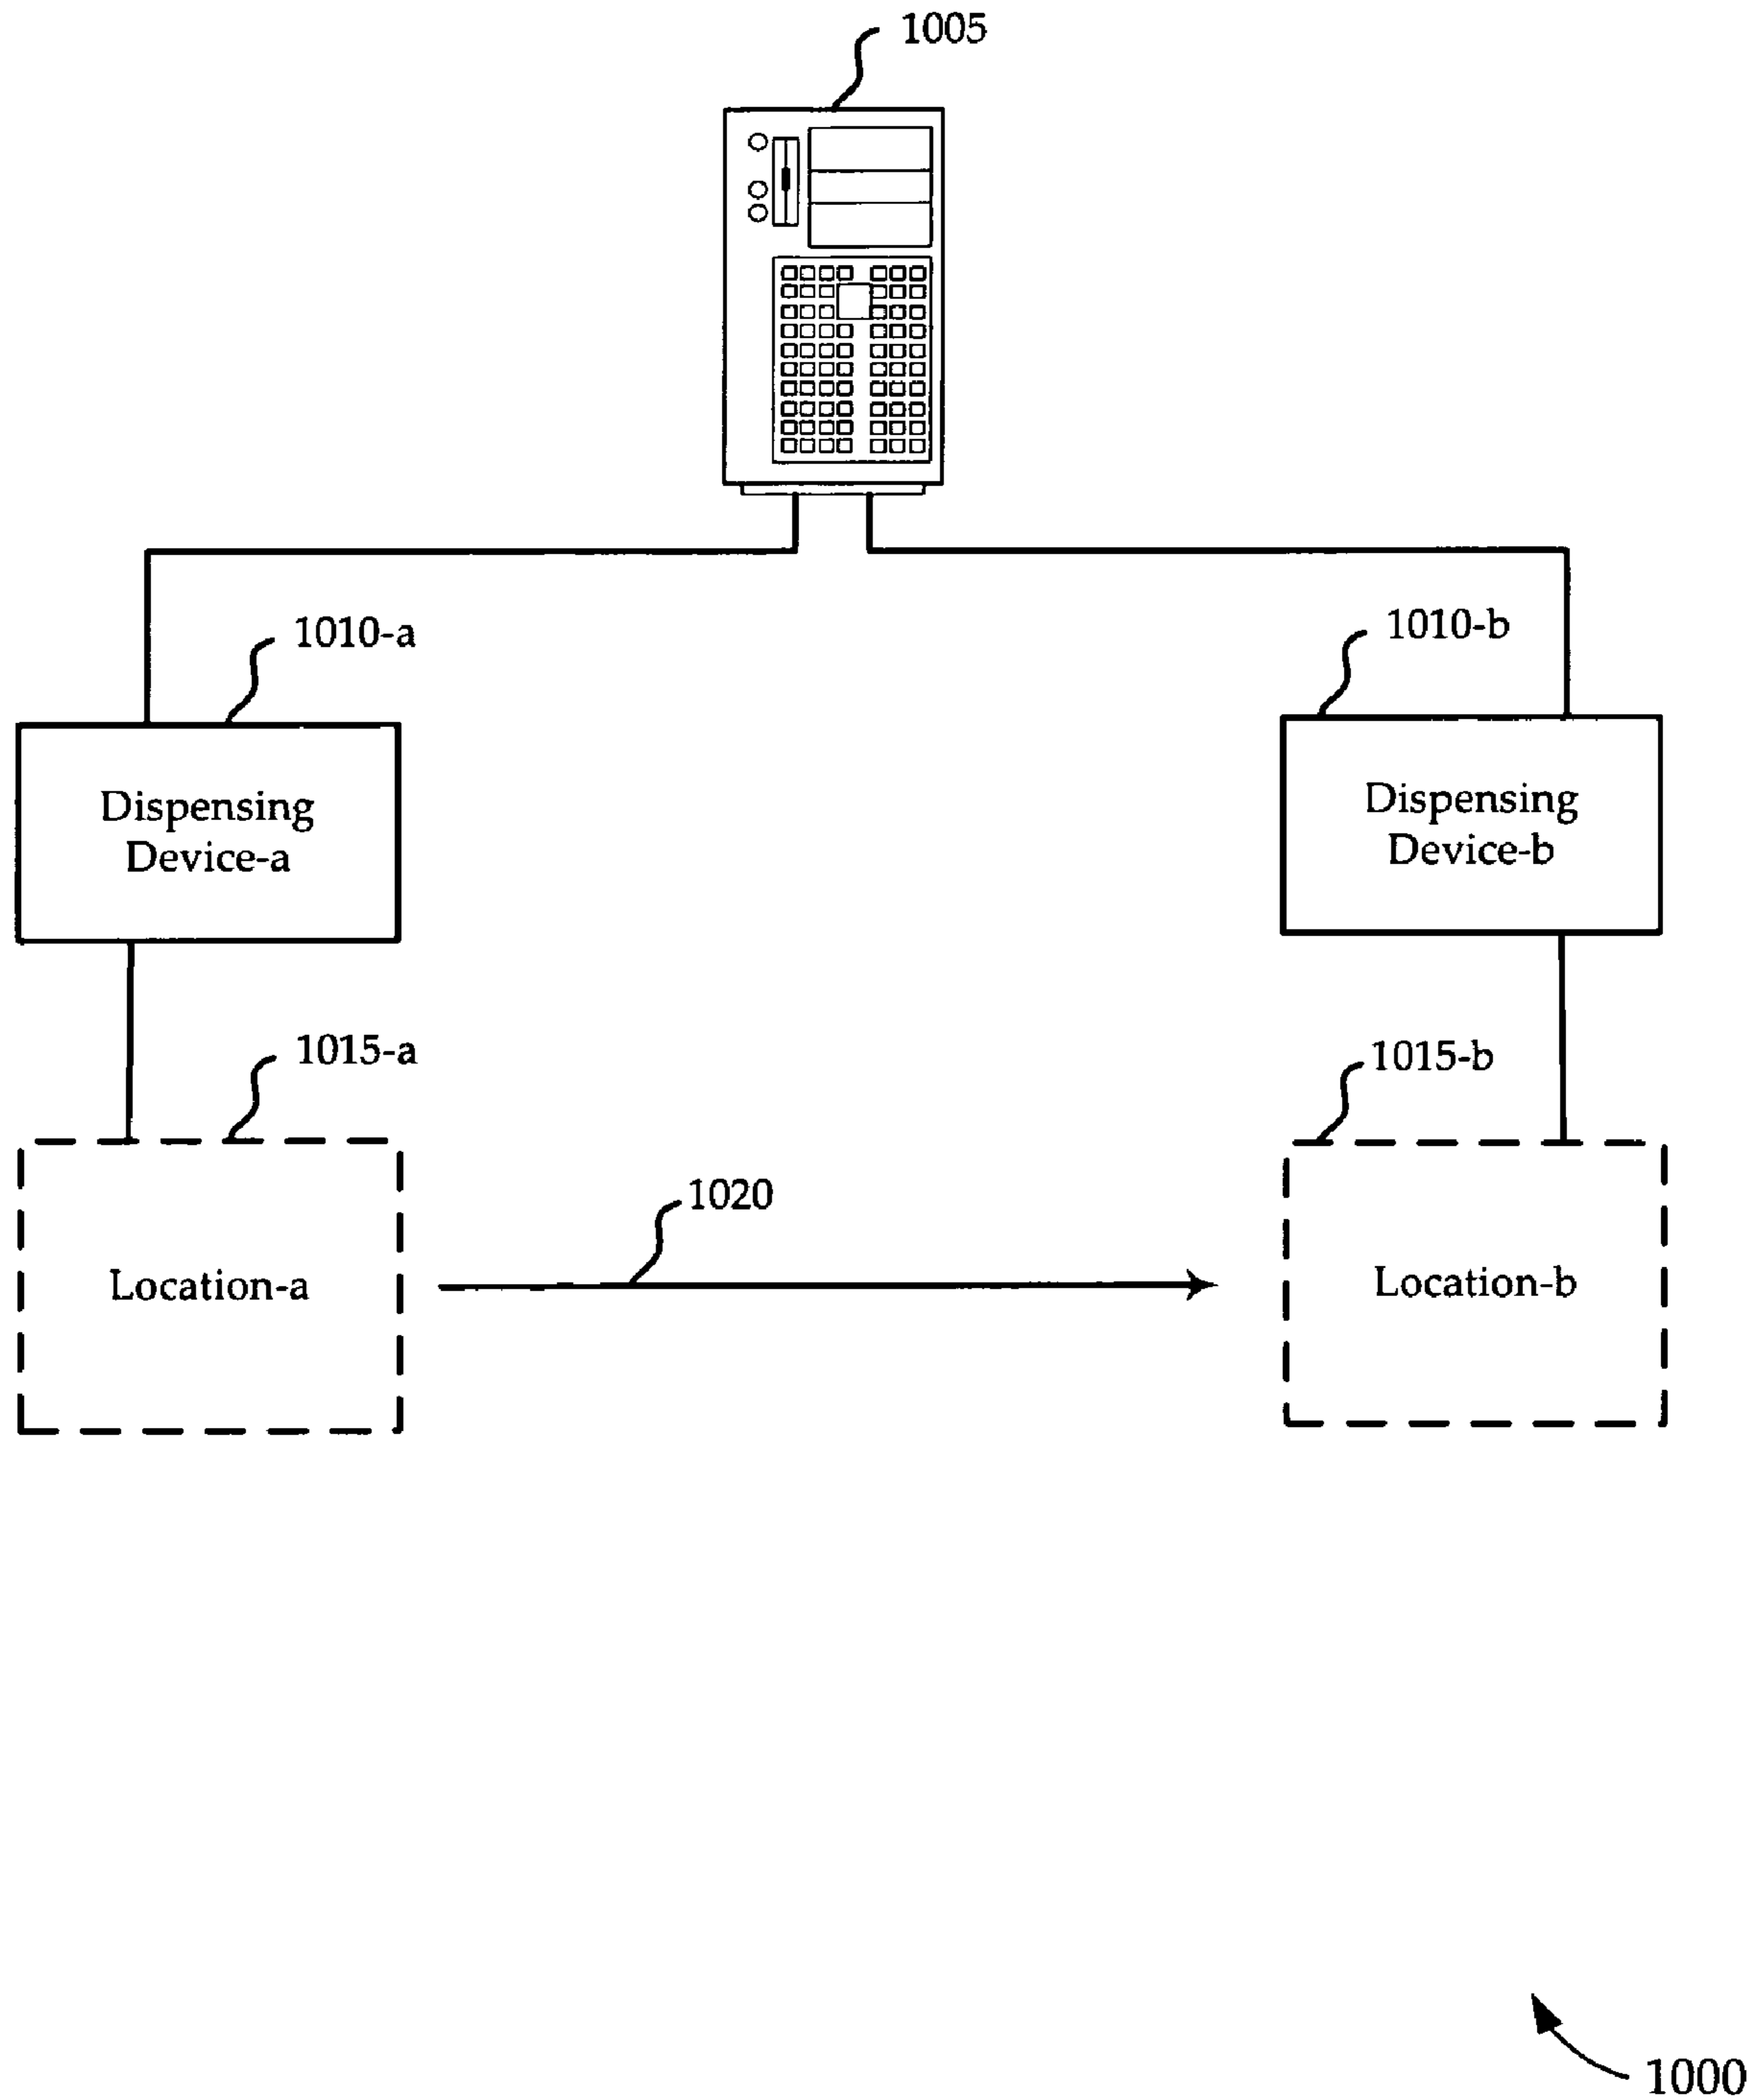 1005
1010-a
1010-b
Dispensing
Device-a
Dispensing
Device-b
1015-a
1015-b
1020
Location-a
Location-b
1000